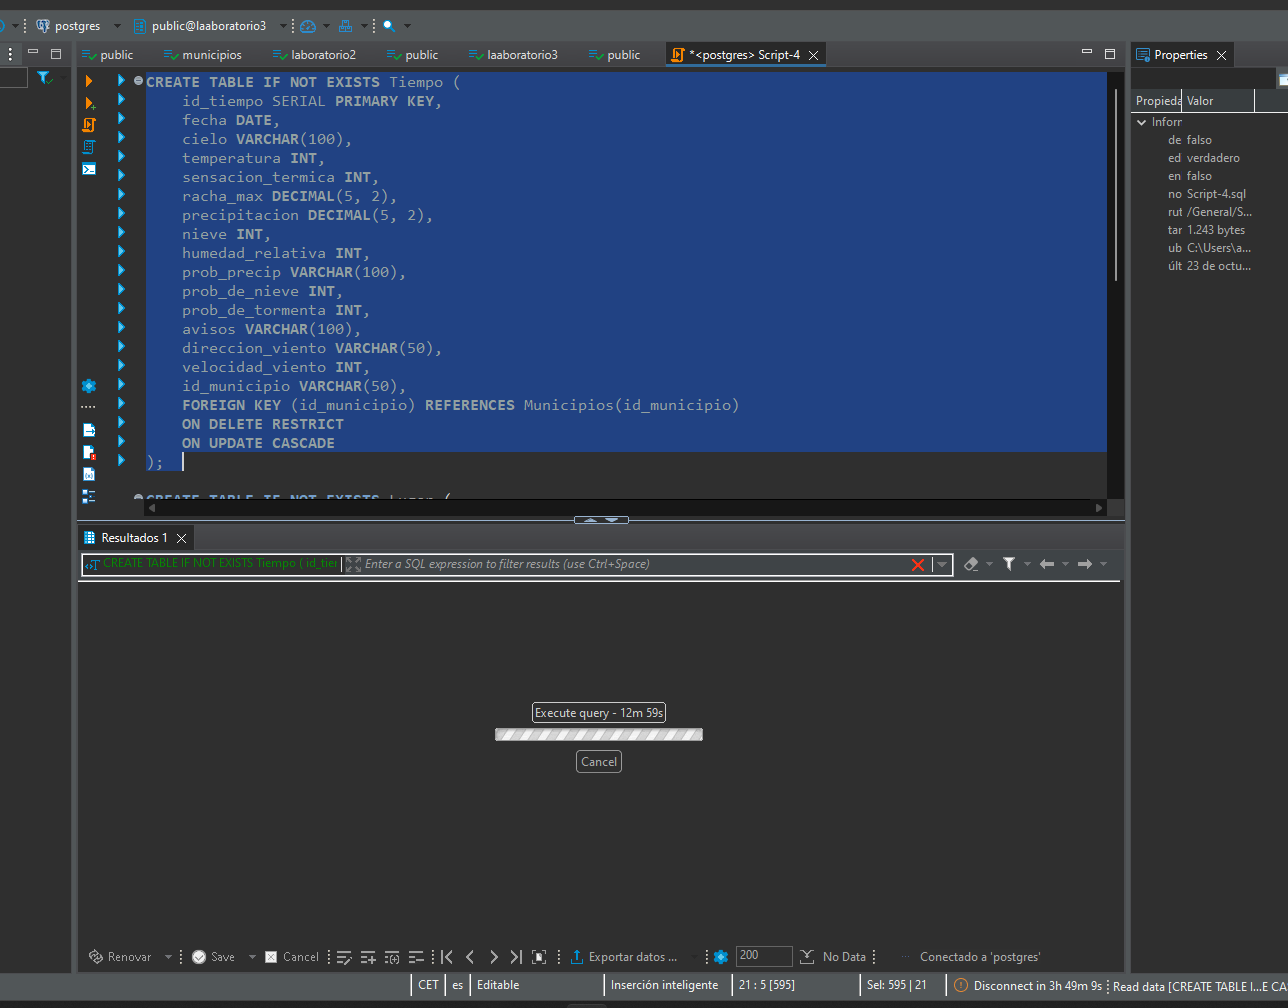 postgres public@laaboratorio3
public municipios laboratorio2 public laaboratorio3 public *<postgres> Script-4 Properties
CREATE TABLE IF NOT EXISTS Tiempo (
id_tiempo SERIAL PRIMARY KEY,
fecha DATE,
cielo VARCHAR(100),
temperatura INT,
sensacion_termica INT,
racha_max DECIMAL(5, 2),
precipitacion DECIMAL(5, 2),
nieve INT,
humedad_relativa INT,
prob_precip VARCHAR(100),
prob_de_nieve INT,
prob_de_tormenta INT,
avisos VARCHAR(100),
direccion_viento VARCHAR(50),
velocidad_viento INT,
id_municipio VARCHAR(50),
FOREIGN KEY (id_municipio) REFERENCES Municipios(id_municipio)
ON DELETE RESTRICT
ON UPDATE CASCADE
);
CREATE TABLE IF NOT EXISTS
Propieda Valor
Inforr
de falso
ed verdadero
en falso
no Script-4.sql
rut /General/S...
tar 1.243 bytes
ub C:\Users\a...
últ 23 de octu...
Resultados 1
CREATE TABLE IF NOT EXISTS Tiempo ( id_tier Enter a SQL expression to filter results (use Ctrl+Space)
Execute query - 12m 59s
Cancel
Renovar Save Cancel Exportar datos ... 200 No Data Conectado a 'postgres'
CET es Editable Inserción inteligente 21 : 5 [595] Sel: 595 | 21 Disconnect in 3h 49m 9s Read data [CREATE TABLE I...E CA